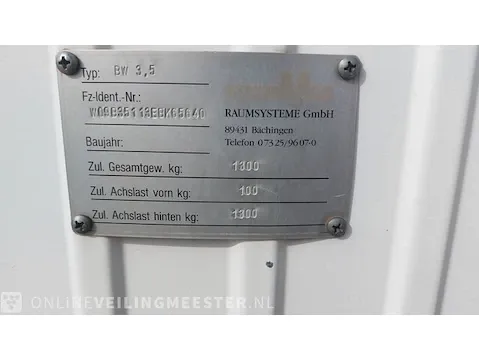 Typ: BW 3,5
Fz-Ident.-Nr.:
W09B35113EBK65640
RAUMSYSTEME GmbH
89431 Bächingen
Telefon 07325/9607-0
Baujahr:
Zul. Gesamtgew. kg: 1300
Zul. Achslast vorn kg: 100
Zul. Achslast hinten kg: 1300
ONLINEVEILINGMEESTER.NL